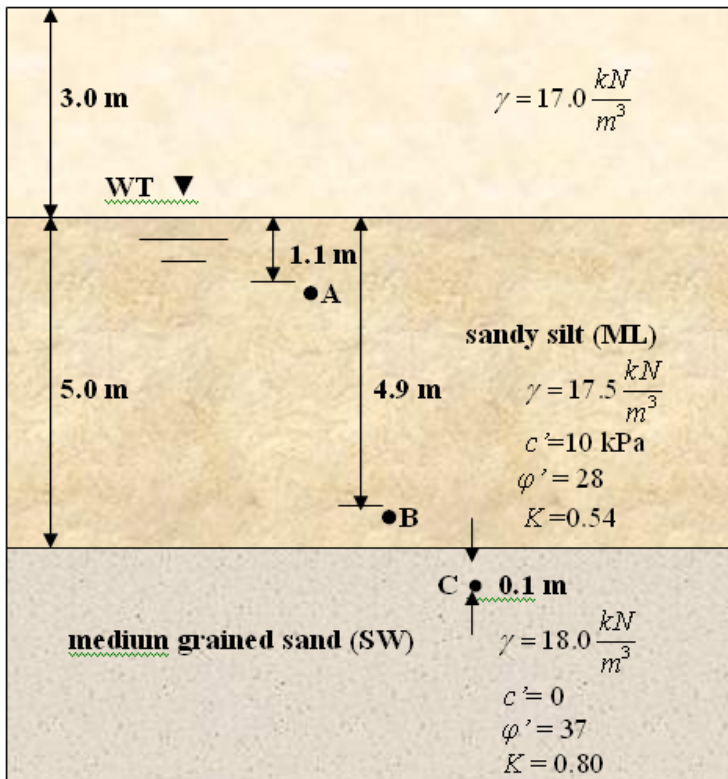 3.0 m
γ = 17.0 kN/m³
WT ▼
1.1 m
A
sandy silt (ML)
5.0 m
4.9 m
γ = 17.5 kN/m³
c'=10 kPa
φ' = 28
K = 0.54
B
C 0.1 m
medium grained sand (SW)
γ = 18.0 kN/m³
c'= 0
φ' = 37
K = 0.80